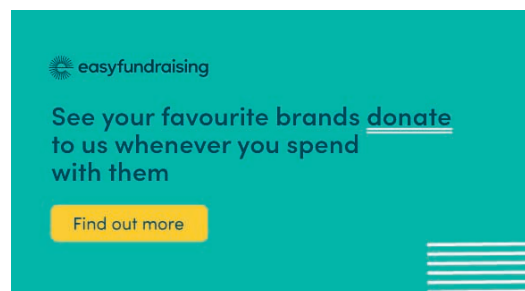 easyfundraising
See your favourite brands donate
to us whenever you spend
with them
Find out more